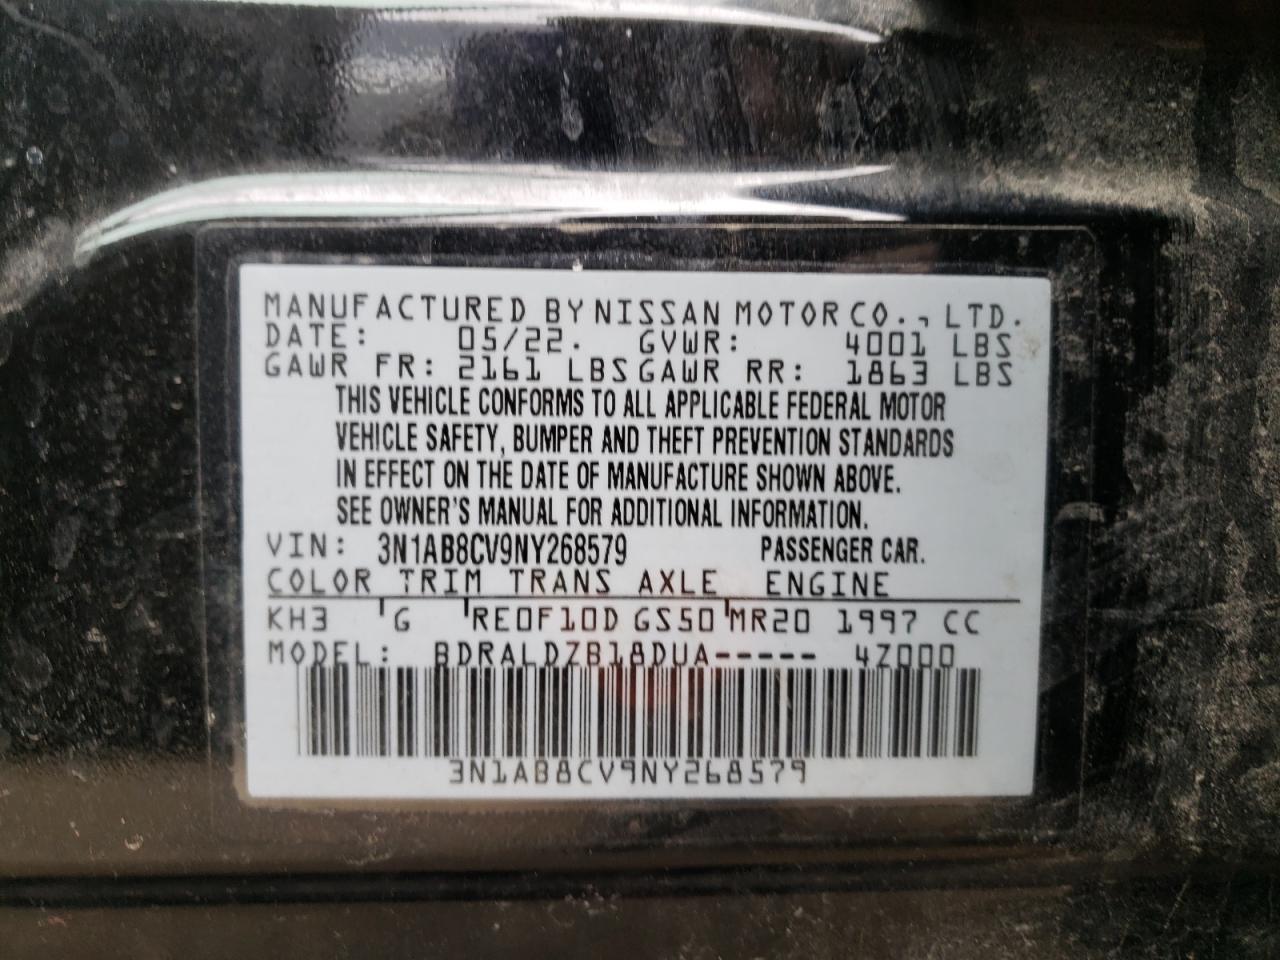 MANUFACTURED BY NISSAN MOTOR CO., LTD.
DATE: 05/22. GVWR: 4001 LBS
GAWR FR: 2161 LBS GAWR RR: 1863 LBS
THIS VEHICLE CONFORMS TO ALL APPLICABLE FEDERAL MOTOR
VEHICLE SAFETY, BUMPER AND THEFT PREVENTION STANDARDS
IN EFFECT ON THE DATE OF MANUFACTURE SHOWN ABOVE.
SEE OWNER'S MANUAL FOR ADDITIONAL INFORMATION.
VIN: 3N1AB8CV9NY268579 PASSENGER CAR.
COLOR TRIM TRANS AXLE ENGINE
KH3 G RE0F10D GS50 MR20 1997 CC
MODEL: BDRALDZB18DUA----- 4Z000
3N1AB8CV9NY268579